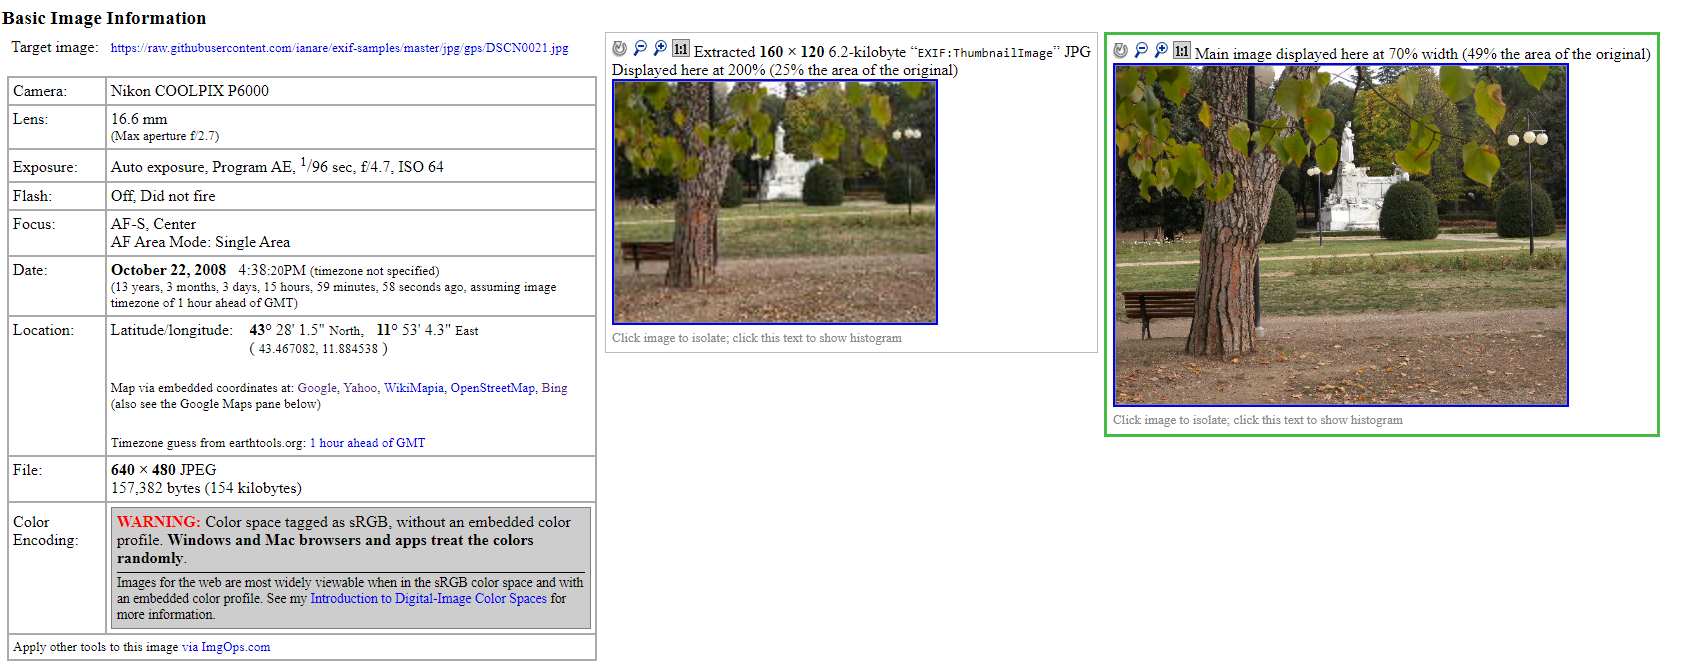 Basic Image Information
Target image: https://raw.githubusercontent.com/ianare/exif-samples/master/jpg/gps/DSCN0021.jpg
Camera: Nikon COOLPIX P6000
Lens: 16.6 mm
(Max aperture f/2.7)
Exposure: Auto exposure, Program AE, 1/96 sec, f/4.7, ISO 64
Flash: Off, Did not fire
Focus: AF-S, Center
AF Area Mode: Single Area
Date: October 22, 2008 4:38:20PM (timezone not specified)
(13 years, 3 months, 3 days, 15 hours, 59 minutes, 58 seconds ago, assuming image
timezone of 1 hour ahead of GMT)
Location: Latitude/longitude: 43° 28' 1.5" North, 11° 53' 4.3" East
( 43.467082, 11.884538 )
Map via embedded coordinates at: Google, Yahoo, WikiMapia, OpenStreetMap, Bing
(also see the Google Maps pane below)
Timezone guess from earthtools.org: 1 hour ahead of GMT
File: 640 × 480 JPEG
157,382 bytes (154 kilobytes)
Color
Encoding:
WARNING: Color space tagged as sRGB, without an embedded color
profile. Windows and Mac browsers and apps treat the colors
randomly.
Images for the web are most widely viewable when in the sRGB color space and with
an embedded color profile. See my Introduction to Digital-Image Color Spaces for
more information.
Apply other tools to this image via ImgOps.com
1:1 Extracted 160 × 120 6.2-kilobyte “EXIF:ThumbnailImage” JPG
Displayed here at 200% (25% the area of the original)
Click image to isolate; click this text to show histogram
1:1 Main image displayed here at 70% width (49% the area of the original)
Click image to isolate; click this text to show histogram